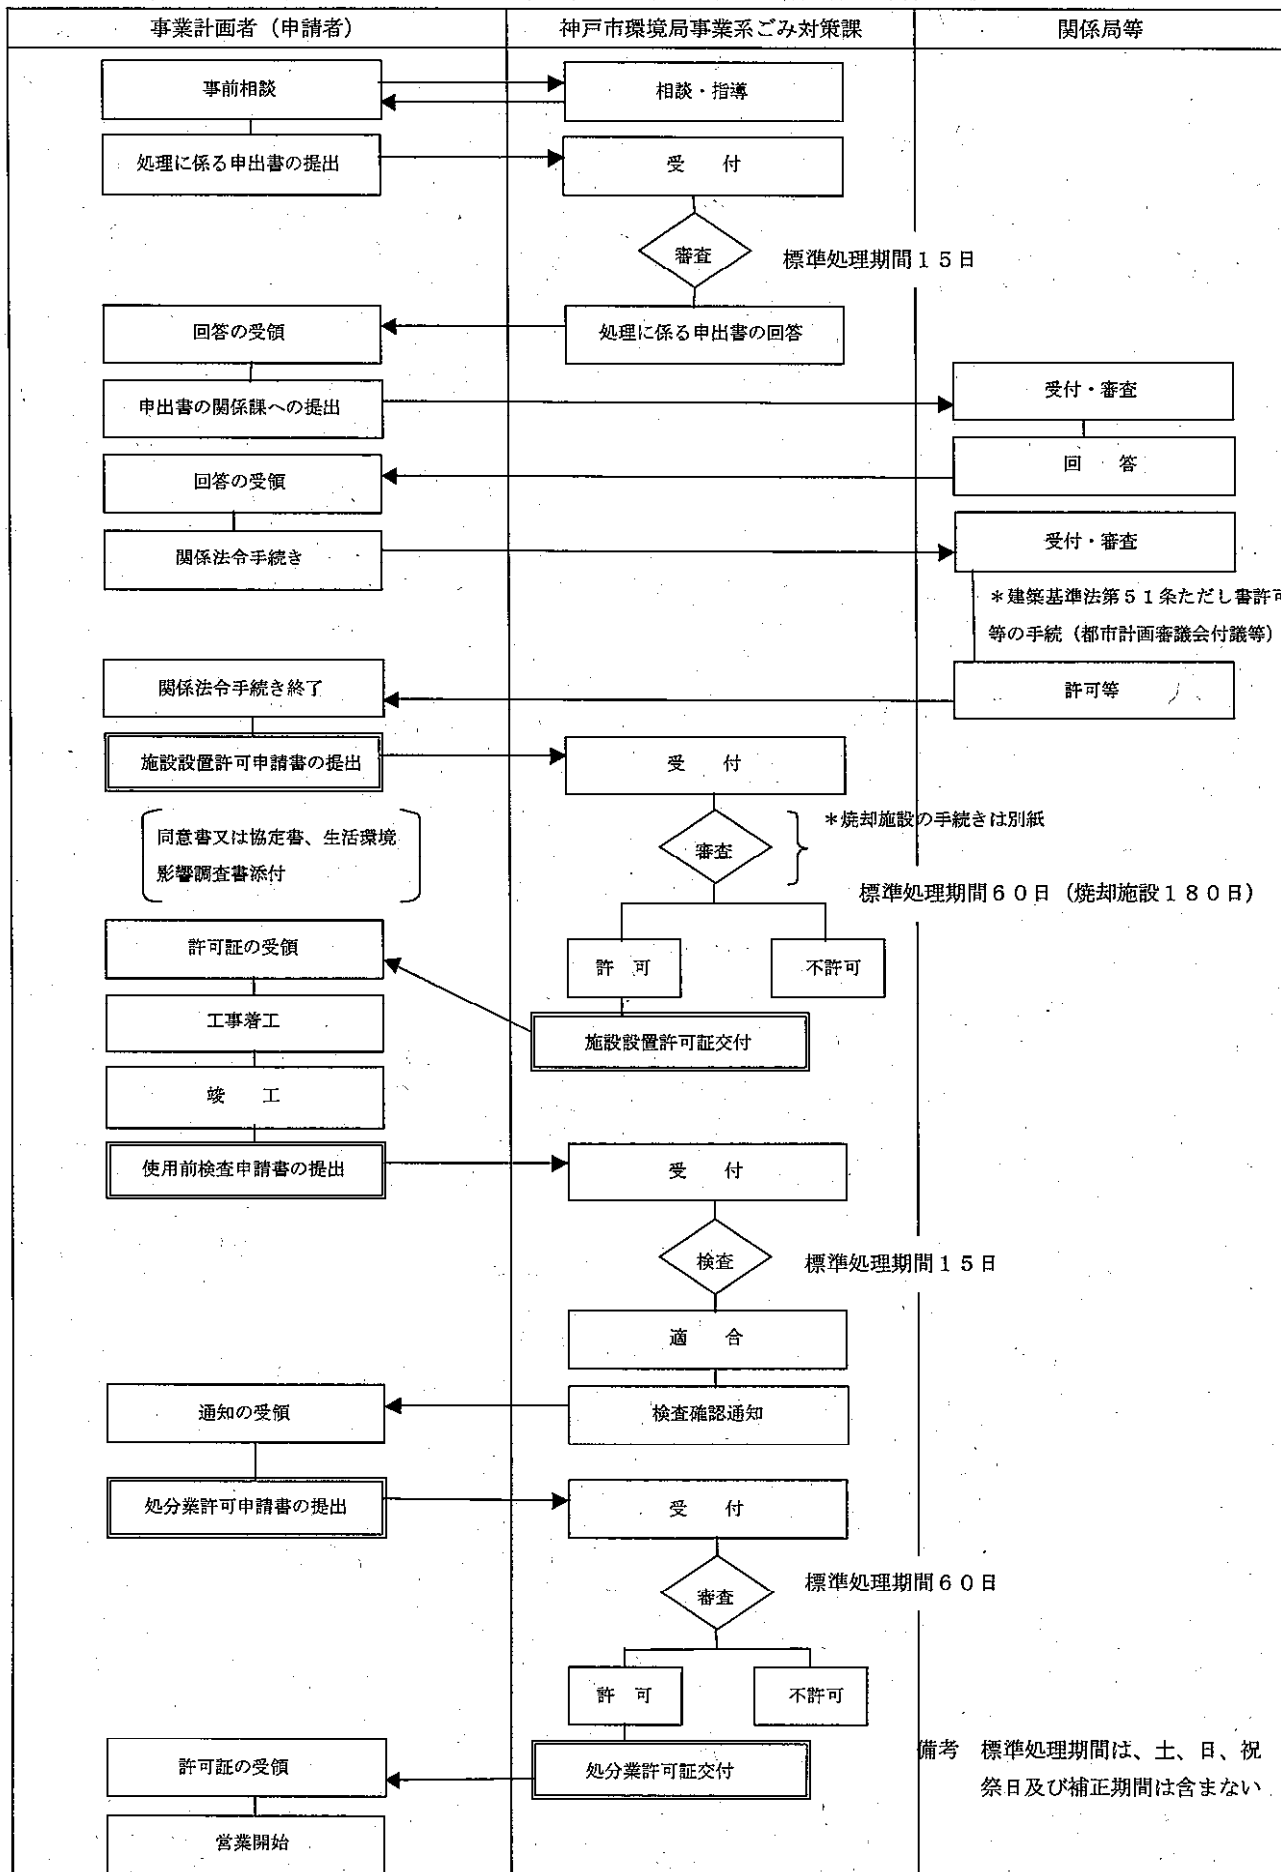 事業計画者（申請者）
神戸市環境局事業系ごみ対策課
関係局等
事前相談
相談・指導
処理に係る申出書の提出
受　付
審査
標準処理期間１５日
回答の受領
処理に係る申出書の回答
申出書の関係課への提出
受付・審査
回　答
回答の受領
関係法令手続き
受付・審査
＊建築基準法第５１条ただし書許可
等の手続（都市計画審議会付議等）
関係法令手続き終了
許可等
施設設置許可申請書の提出
受　付
同意書又は協定書、生活環境
影響調査書添付
審査
＊焼却施設の手続きは別紙
標準処理期間６０日（焼却施設１８０日）
許可証の受領
許　可
不許可
工事着工
施設設置許可証交付
竣　工
使用前検査申請書の提出
受　付
検査
標準処理期間１５日
適　合
通知の受領
検査確認通知
処分業許可申請書の提出
受　付
審査
標準処理期間６０日
許　可
不許可
許可証の受領
処分業許可証交付
備考　標準処理期間は、土、日、祝
祭日及び補正期間は含まない
営業開始